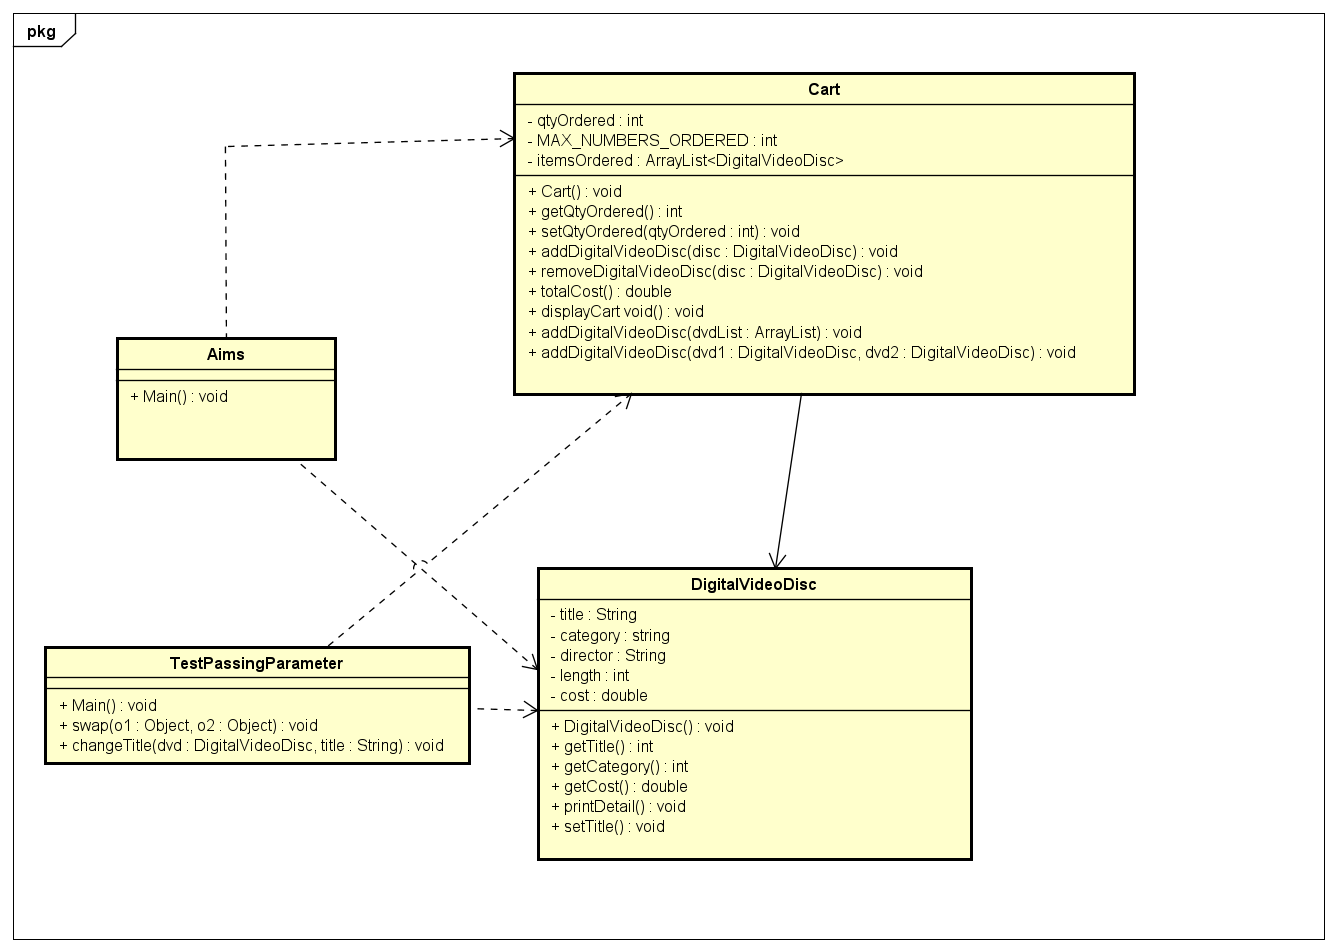 pkg
Cart
- qtyOrdered : int
- MAX_NUMBERS_ORDERED : int
- itemsOrdered : ArrayList<DigitalVideoDisc>
+ Cart() : void
+ getQtyOrdered() : int
+ setQtyOrdered(qtyOrdered : int) : void
+ addDigitalVideoDisc(disc : DigitalVideoDisc) : void
+ removeDigitalVideoDisc(disc : DigitalVideoDisc) : void
+ totalCost() : double
+ displayCart void() : void
+ addDigitalVideoDisc(dvdList : ArrayList) : void
+ addDigitalVideoDisc(dvd1 : DigitalVideoDisc, dvd2 : DigitalVideoDisc) : void
Aims
+ Main() : void
TestPassingParameter
+ Main() : void
+ swap(o1 : Object, o2 : Object) : void
+ changeTitle(dvd : DigitalVideoDisc, title : String) : void
DigitalVideoDisc
- title : String
- category : string
- director : String
- length : int
- cost : double
+ DigitalVideoDisc() : void
+ getTitle() : int
+ getCategory() : int
+ getCost() : double
+ printDetail() : void
+ setTitle() : void